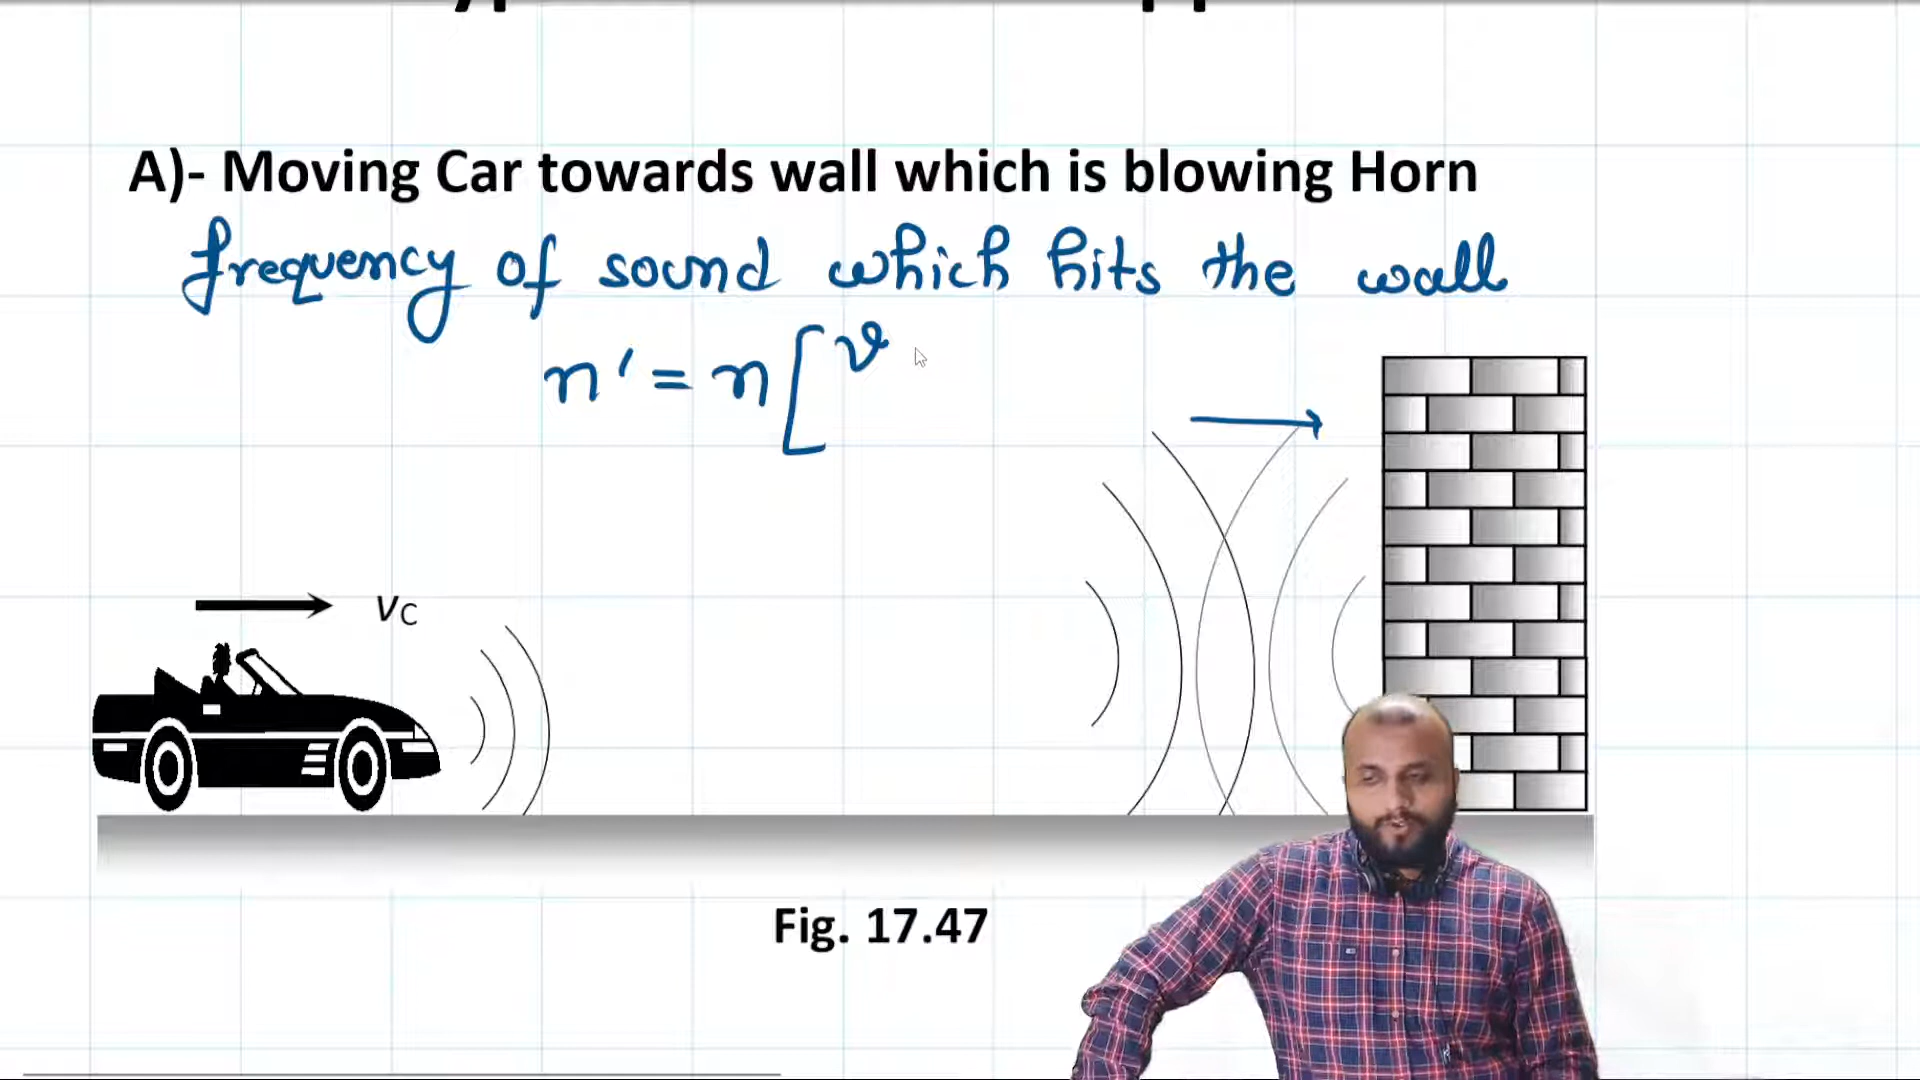 A)- Moving Car towards wall which is blowing Horn
frequency of sound which hits the wall
n' = n [ v
vC
Fig. 17.47